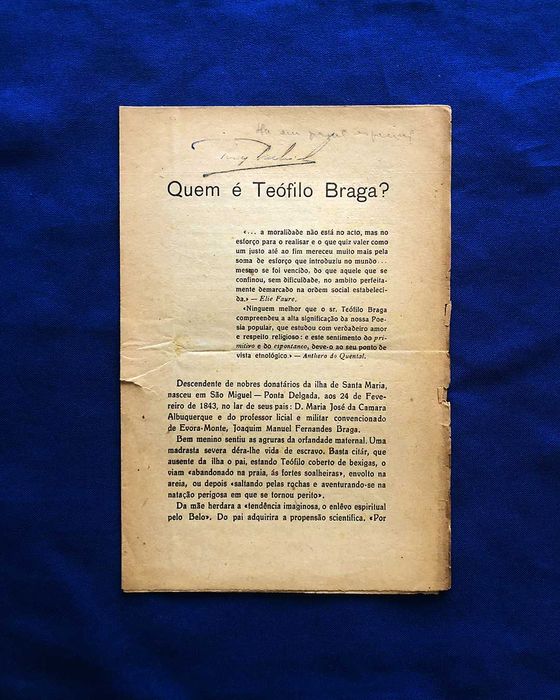 Quem é Teófilo Braga?
«... a moralidade não está no acto, mas no
esforço para o realisar e o que quiz valer como
um justo até ao fim mereceu muito mais pela
soma de esforço que introduziu no mundo...
mesmo se foi vencido, do que aquele que se
confinou, sem dificuldade, no ambito perfeita-
mente demarcado na ordem social estabeleci-
da.» — Elie Faure.
«Ninguem melhor que o sr. Teófilo Braga
compreendeu a alta significação da nossa Poe-
sia popular, que estudou com verdadeiro amor
e respeito religioso: e este sentimento do pri-
mitivo e do espontaneo, deve-o ao seu ponto de
vista etnológico.» — Anthero do Quental.
Descendente de nobres donatários da ilha de Santa Maria,
nasceu em São Miguel — Ponta Delgada, aos 24 de Feve-
reiro de 1843, no lar de seus pais: D. Maria José da Camara
Albuquerque e do professor licial e militar convencionado
de Evora-Monte, Joaquim Manuel Fernandes Braga.
Bem menino sentiu as agruras da orfandade maternal. Uma
madrasta severa déra-lhe vida de escravo. Basta citár, que
ausente da ilha o pai, estando Teófilo coberto de bexigas, o
viam «abandonado na praia, ás fortes soalheiras», envolto na
areia, ou depois «saltando pelas rochas e aventurando-se na
natação perigosa em que se tornou perito».
Da mãe herdara a «tendência imaginosa, o enlêvo espiritual
pelo Belo». Do pai adquirira a propensão scientifica. «Por